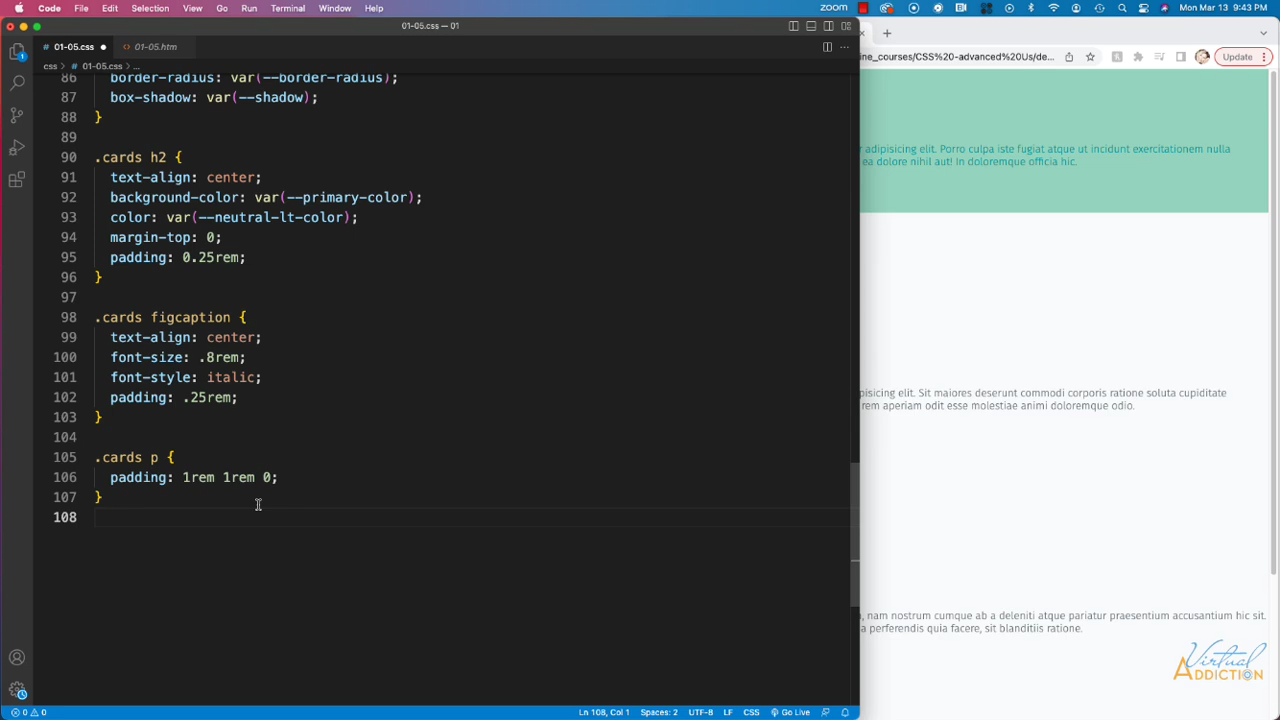 Code File Edit Selection View Go Run Terminal Window Help zoom Mon Mar 13 9:43 PM
01-05.css — 01
# 01-05.css ● <> 01-05.htm
css > # 01-05.css > ...
ine_courses/CSS%20-advanced%20Us/de... Update
86 border-radius: var(--border-radius);
87 box-shadow: var(--shadow);
88 }
89
90 .cards h2 {
91 text-align: center;
92 background-color: var(--primary-color);
93 color: var(--neutral-lt-color);
94 margin-top: 0;
95 padding: 0.25rem;
96 }
97
98 .cards figcaption {
99 text-align: center;
100 font-size: .8rem;
101 font-style: italic;
102 padding: .25rem;
103 }
104
105 .cards p {
106 padding: 1rem 1rem 0;
107 }
108
r adipisicing elit. Porro culpa iste fugiat atque ut incidunt exercitationem nulla
ea dolore nihil aut! In doloremque officia hic.
pisicing elit. Sit maiores deserunt commodi corporis ratione soluta cupiditate
rem aperiam odit esse molestiae animi doloremque odio.
, nam nostrum cumque ab a deleniti atque pariatur praesentium accusantium hic sit.
a perferendis quia facere, sit blanditiis ratione.
Virtual
ADDICTION
0 0 Ln 108, Col 1 Spaces: 2 UTF-8 LF CSS Go Live